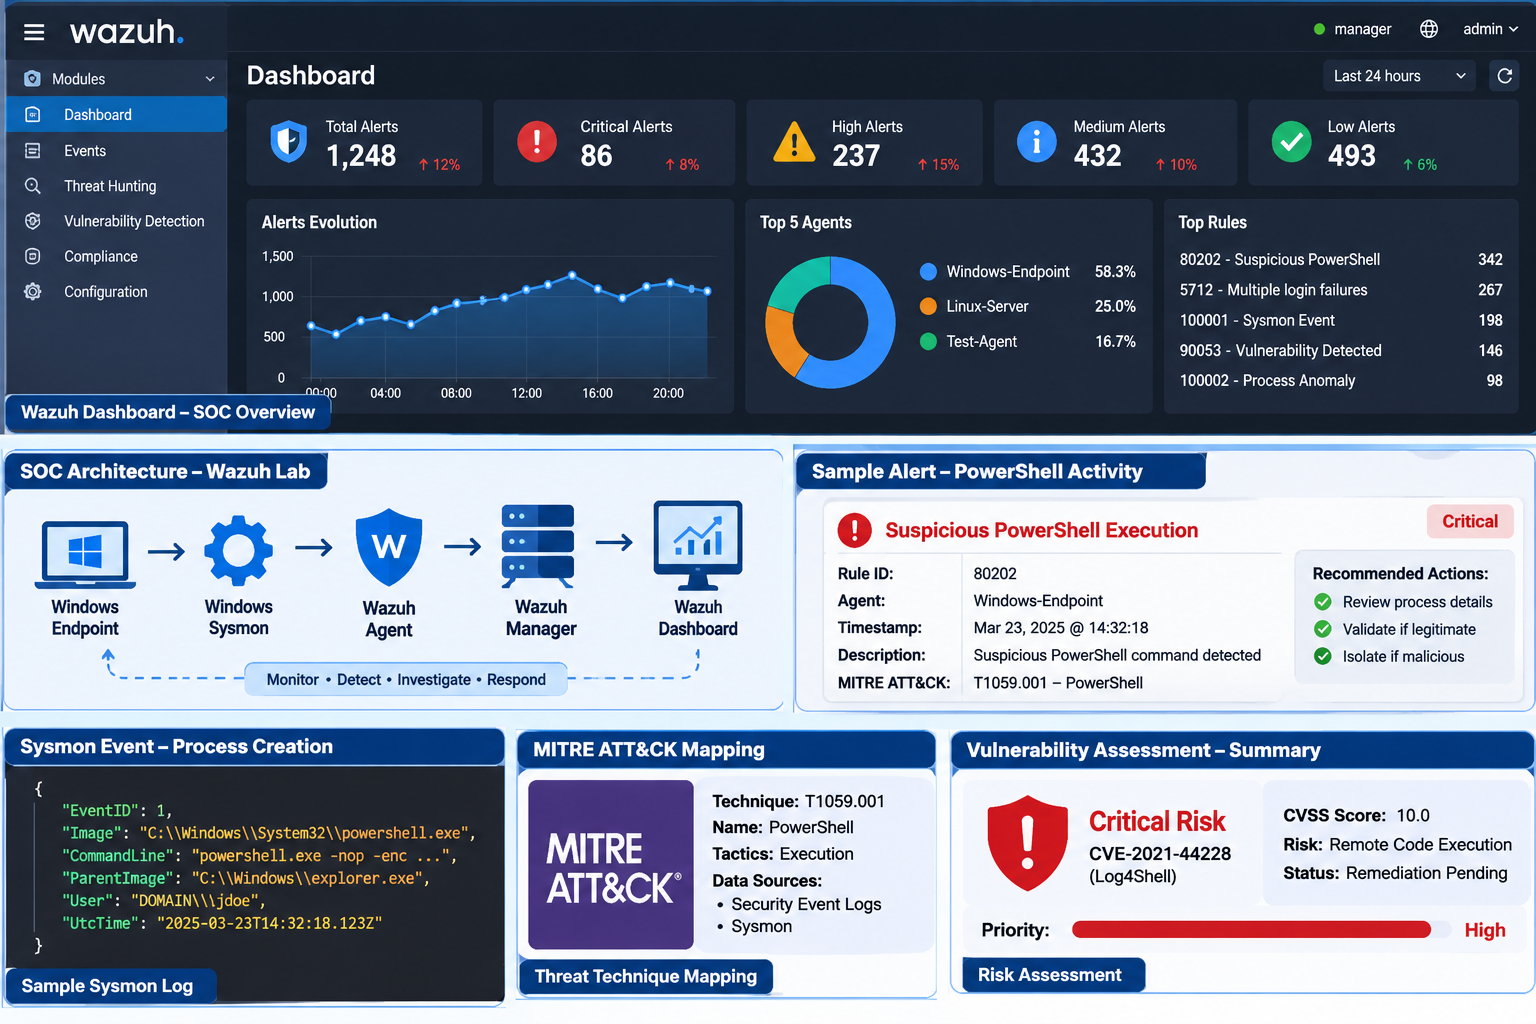 wazuh.
manager
admin
Modules
Dashboard
Events
Threat Hunting
Vulnerability Detection
Compliance
Configuration
Dashboard
Last 24 hours
Total Alerts
1,248
↑ 12%
Critical Alerts
86
↑ 8%
High Alerts
237
↑ 15%
Medium Alerts
432
↑ 10%
Low Alerts
493
↑ 6%
Alerts Evolution
1,500
1,000
500
0
00:00
04:00
08:00
12:00
16:00
20:00
Top 5 Agents
Windows-Endpoint 58.3%
Linux-Server 25.0%
Test-Agent 16.7%
Top Rules
80202 - Suspicious PowerShell 342
5712 - Multiple login failures 267
100001 - Sysmon Event 198
90053 - Vulnerability Detected 146
100002 - Process Anomaly 98
Wazuh Dashboard – SOC Overview
SOC Architecture – Wazuh Lab
W
Windows
Endpoint
Windows
Sysmon
Wazuh
Agent
Wazuh
Manager
Wazuh
Dashboard
Monitor • Detect • Investigate • Respond
Sample Alert – PowerShell Activity
Suspicious PowerShell Execution
Critical
Rule ID: 80202
Agent: Windows-Endpoint
Timestamp: Mar 23, 2025 @ 14:32:18
Description: Suspicious PowerShell command detected
MITRE ATT&CK: T1059.001 – PowerShell
Recommended Actions:
Review process details
Validate if legitimate
Isolate if malicious
Sysmon Event – Process Creation
{
"EventID": 1,
"Image": "C:\\Windows\\System32\\powershell.exe",
"CommandLine": "powershell.exe -nop -enc ...",
"ParentImage": "C:\\Windows\\explorer.exe",
"User": "DOMAIN\\\jdoe",
"UtcTime": "2025-03-23T14:32:18.123Z"
}
Sample Sysmon Log
MITRE ATT&CK Mapping
MITRE
ATT&CK®
Technique: T1059.001
Name: PowerShell
Tactics: Execution
Data Sources:
• Security Event Logs
• Sysmon
Threat Technique Mapping
Vulnerability Assessment – Summary
Critical Risk
CVE-2021-44228
(Log4Shell)
CVSS Score: 10.0
Risk: Remote Code Execution
Status: Remediation Pending
Priority: High
Risk Assessment